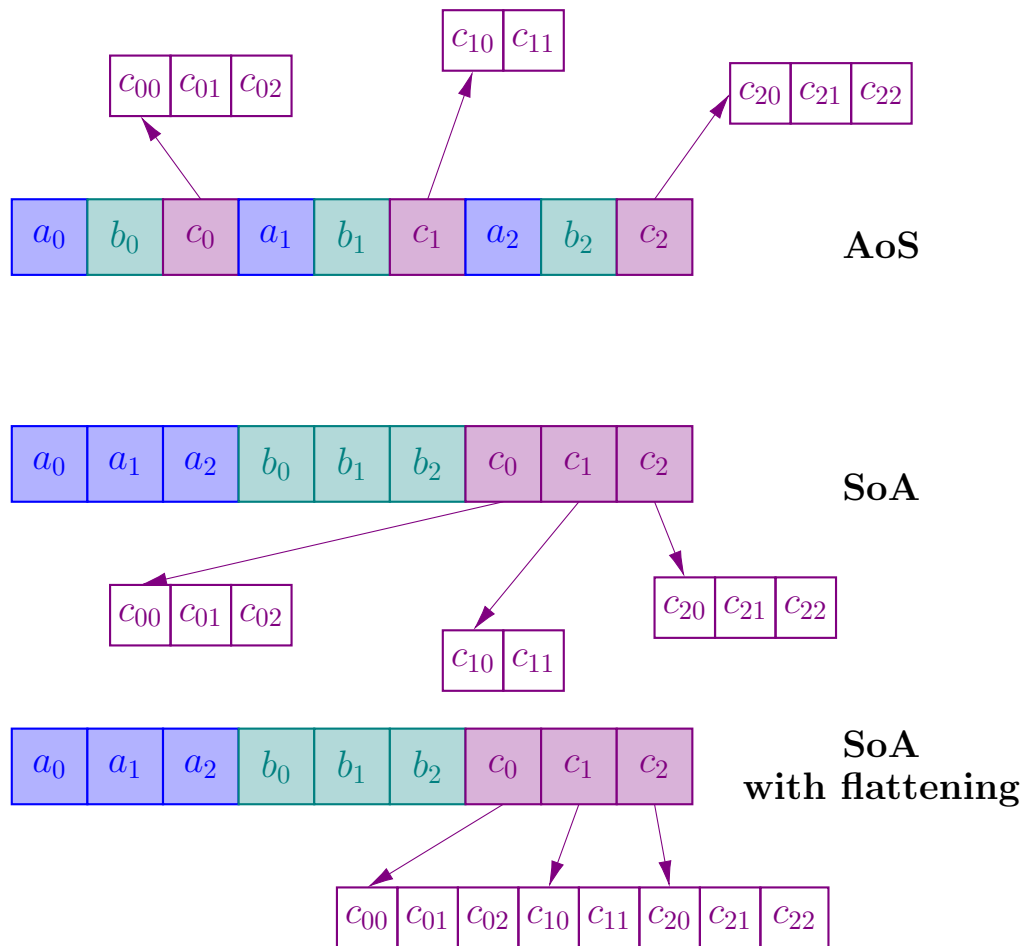 c₁₀ c₁₁
c₀₀ c₀₁ c₀₂
c₂₀ c₂₁ c₂₂
a₀ b₀ c₀ a₁ b₁ c₁ a₂ b₂ c₂
AoS
a₀ a₁ a₂ b₀ b₁ b₂ c₀ c₁ c₂
SoA
c₀₀ c₀₁ c₀₂
c₂₀ c₂₁ c₂₂
c₁₀ c₁₁
a₀ a₁ a₂ b₀ b₁ b₂ c₀ c₁ c₂
SoA
with flattening
c₀₀ c₀₁ c₀₂ c₁₀ c₁₁ c₂₀ c₂₁ c₂₂